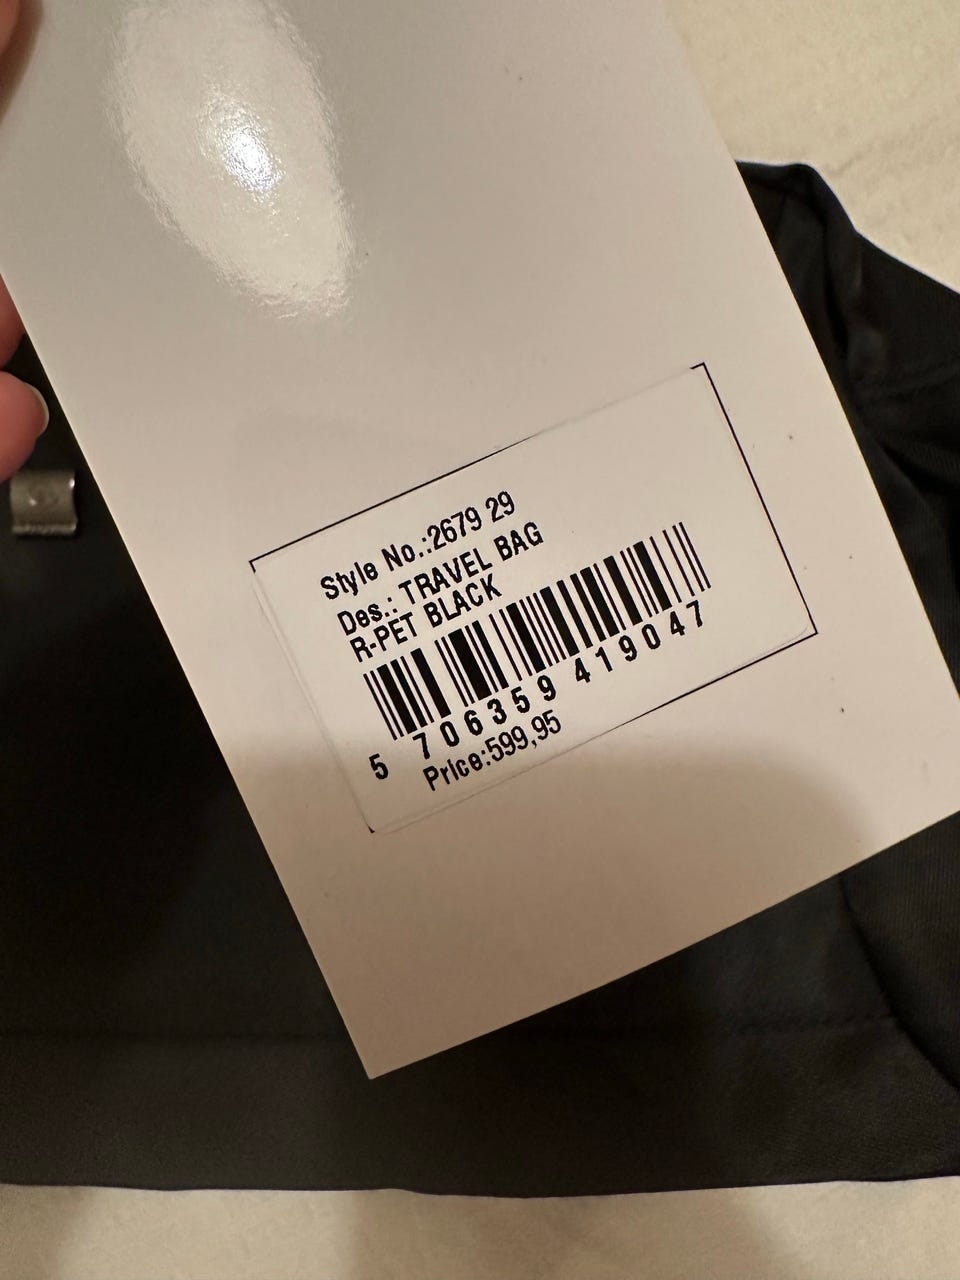 Style No.:2679 29
Des.: TRAVEL BAG
R-PET BLACK
5 706359 419047
Price:599,95